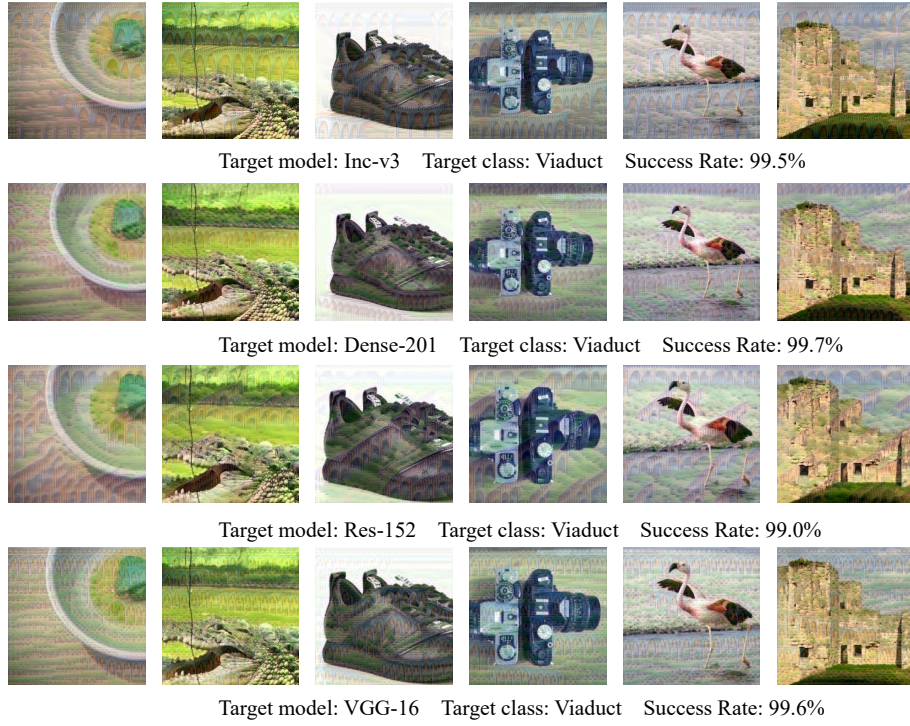 Target model: Inc-v3 Target class: Viaduct Success Rate: 99.5%
Target model: Dense-201 Target class: Viaduct Success Rate: 99.7%
Target model: Res-152 Target class: Viaduct Success Rate: 99.0%
Target model: VGG-16 Target class: Viaduct Success Rate: 99.6%